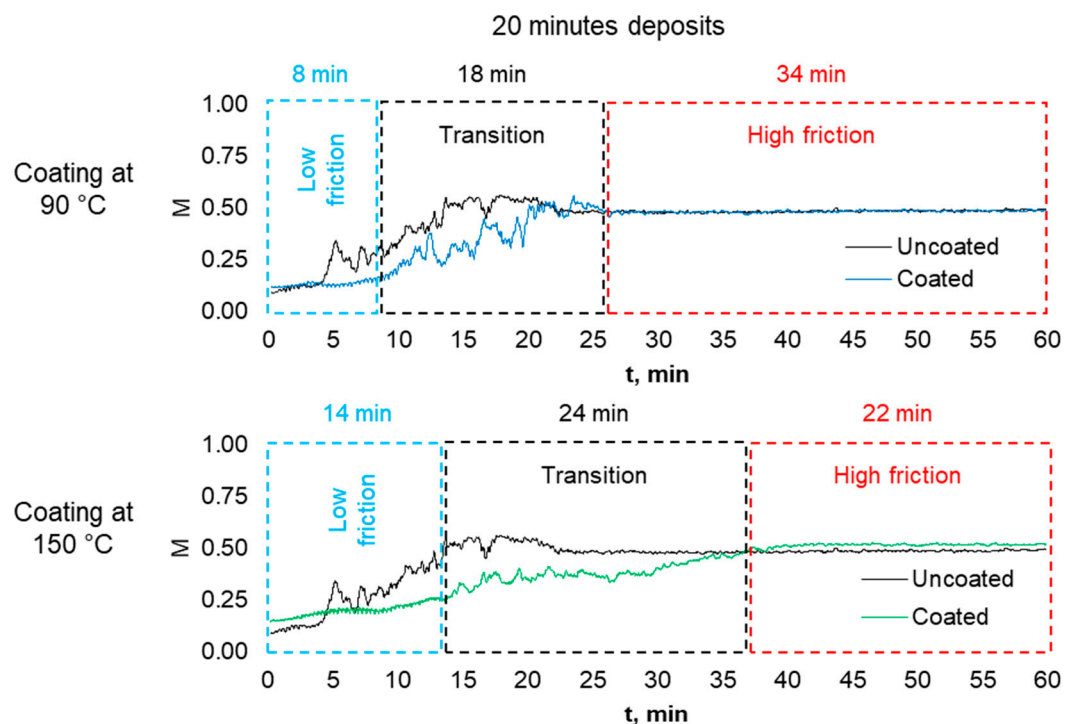 20 minutes deposits
8 min 18 min 34 min
Coating at
90 °C
M
1.00
0.75
0.50
0.25
0.00
Low
friction
Transition
High friction
Uncoated
Coated
0 5 10 15 20 25 30 35 40 45 50 55 60
t, min
14 min 24 min 22 min
Coating at
150 °C
M
1.00
0.75
0.50
0.25
0.00
Low
friction
Transition
High friction
Uncoated
Coated
0 5 10 15 20 25 30 35 40 45 50 55 60
t, min